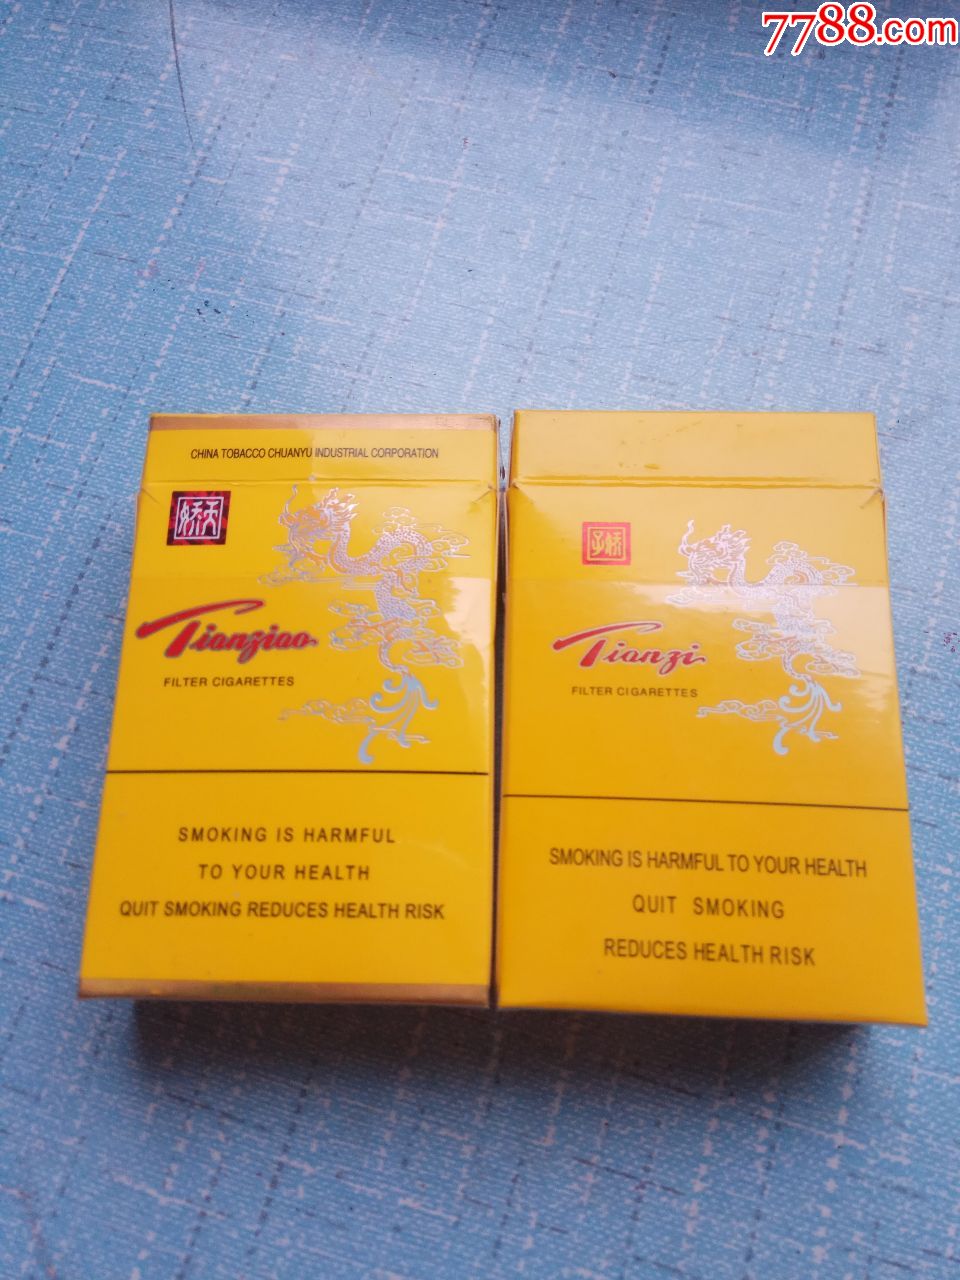 7788.com
CHINA TOBACCO CHUANYU INDUSTRIAL CORPORATION
Tianziao
FILTER CIGARETTES
SMOKING IS HARMFUL
TO YOUR HEALTH
QUIT SMOKING REDUCES HEALTH RISK
Tianzi
FILTER CIGARETTES
SMOKING IS HARMFUL TO YOUR HEALTH
QUIT SMOKING
REDUCES HEALTH RISK